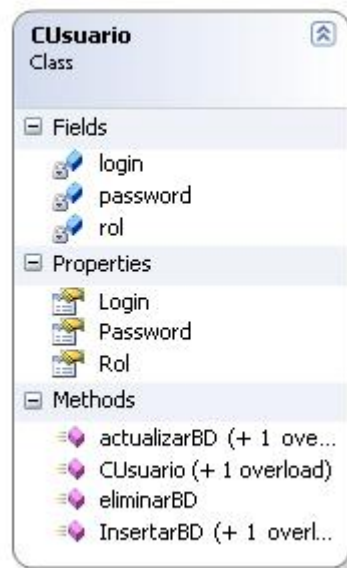 CUsuario
Class
Fields
login
password
rol
Properties
Login
Password
Rol
Methods
actualizarBD (+ 1 ove...
CUsuario (+ 1 overload)
eliminarBD
InsertarBD (+ 1 overl...